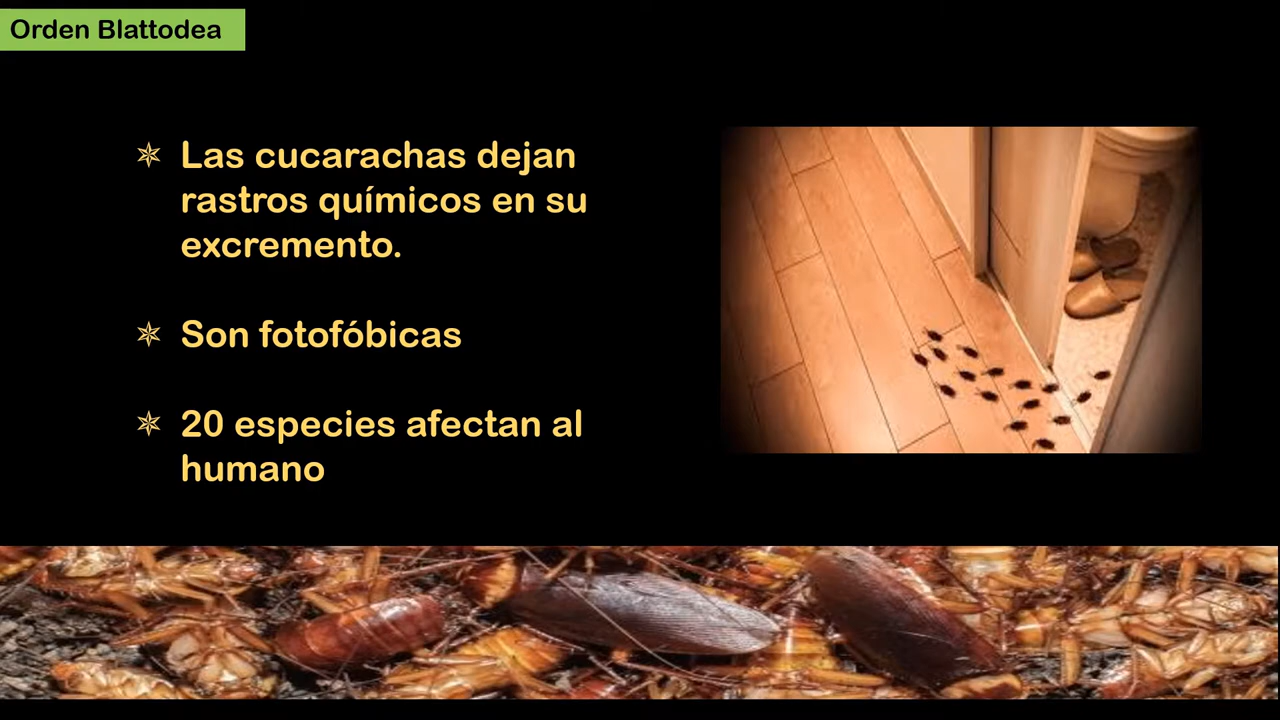 Orden Blattodea
Las cucarachas dejan
rastros químicos en su
excremento.
Son fotofóbicas
20 especies afectan al
humano